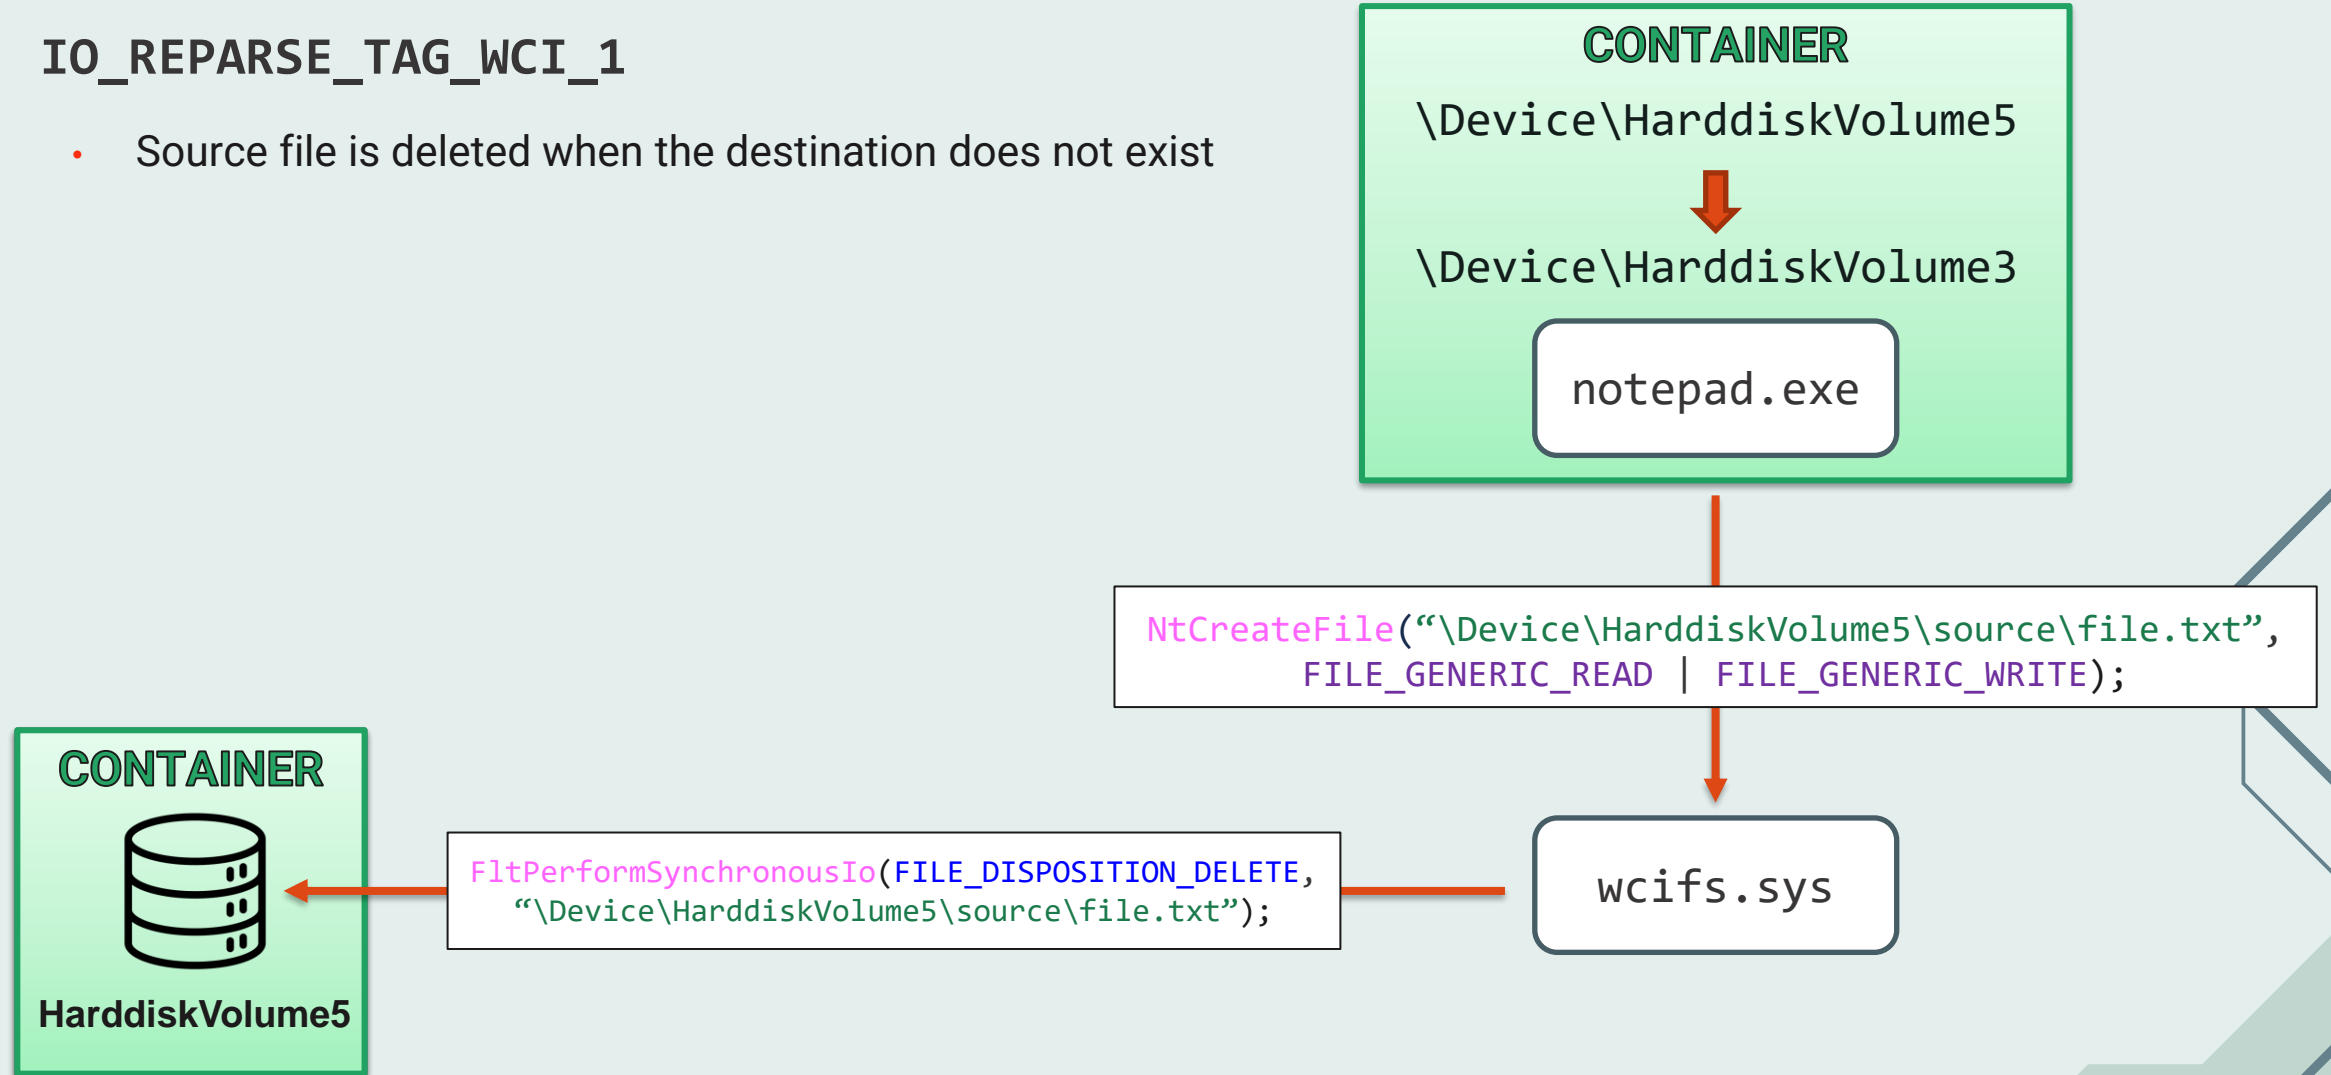 IO_REPARSE_TAG_WCI_1
• Source file is deleted when the destination does not exist
CONTAINER
\Device\HarddiskVolume5
\Device\HarddiskVolume3
notepad.exe
NtCreateFile(“\Device\HarddiskVolume5\source\file.txt”,
FILE_GENERIC_READ | FILE_GENERIC_WRITE);
wcifs.sys
FltPerformSynchronousIo(FILE_DISPOSITION_DELETE,
“\Device\HarddiskVolume5\source\file.txt”);
CONTAINER
HarddiskVolume5